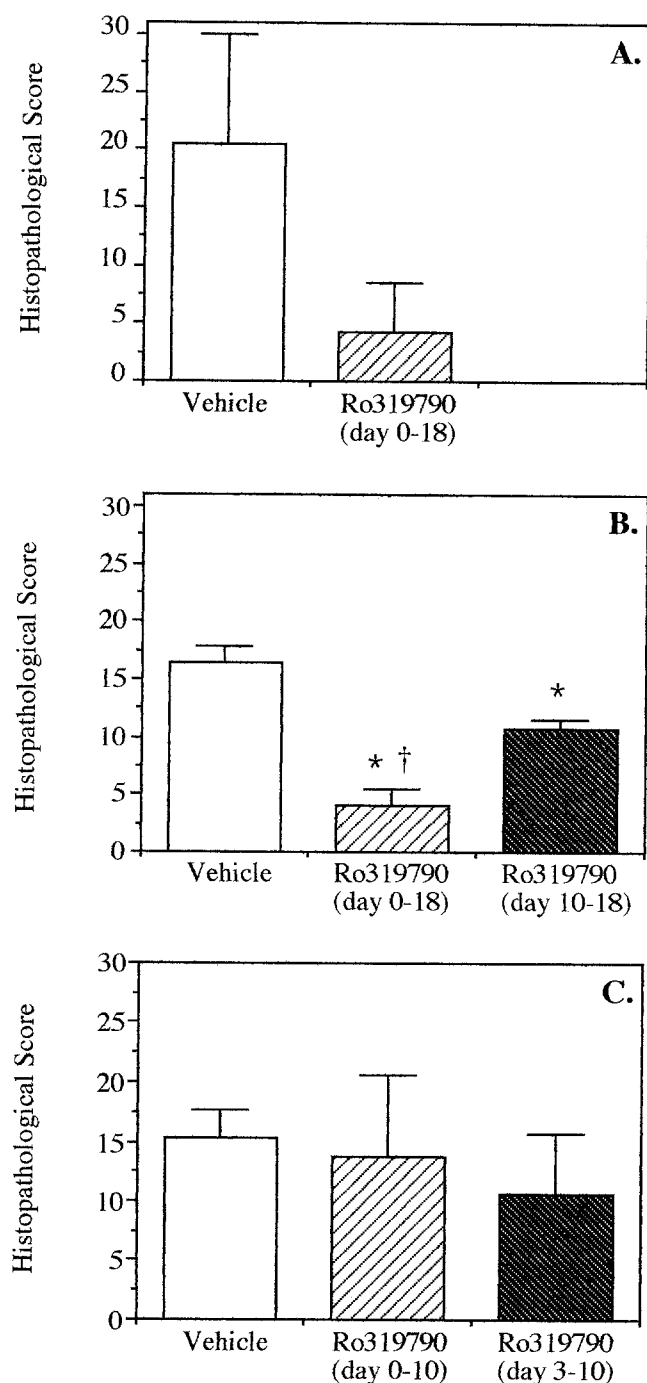 A.
Histopathological Score
30
25
20
15
10
5
0
Vehicle
Ro319790
(day 0-18)
B.
Histopathological Score
30
25
20
15
10
5
0
* †
*
Vehicle
Ro319790
(day 0-18)
Ro319790
(day 10-18)
C.
Histopathological Score
30
25
20
15
10
5
0
Vehicle
Ro319790
(day 0-10)
Ro319790
(day 3-10)